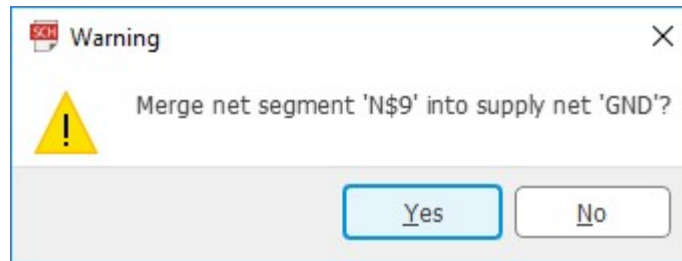 SCH Warning
Merge net segment 'N$9' into supply net 'GND'?
Yes No